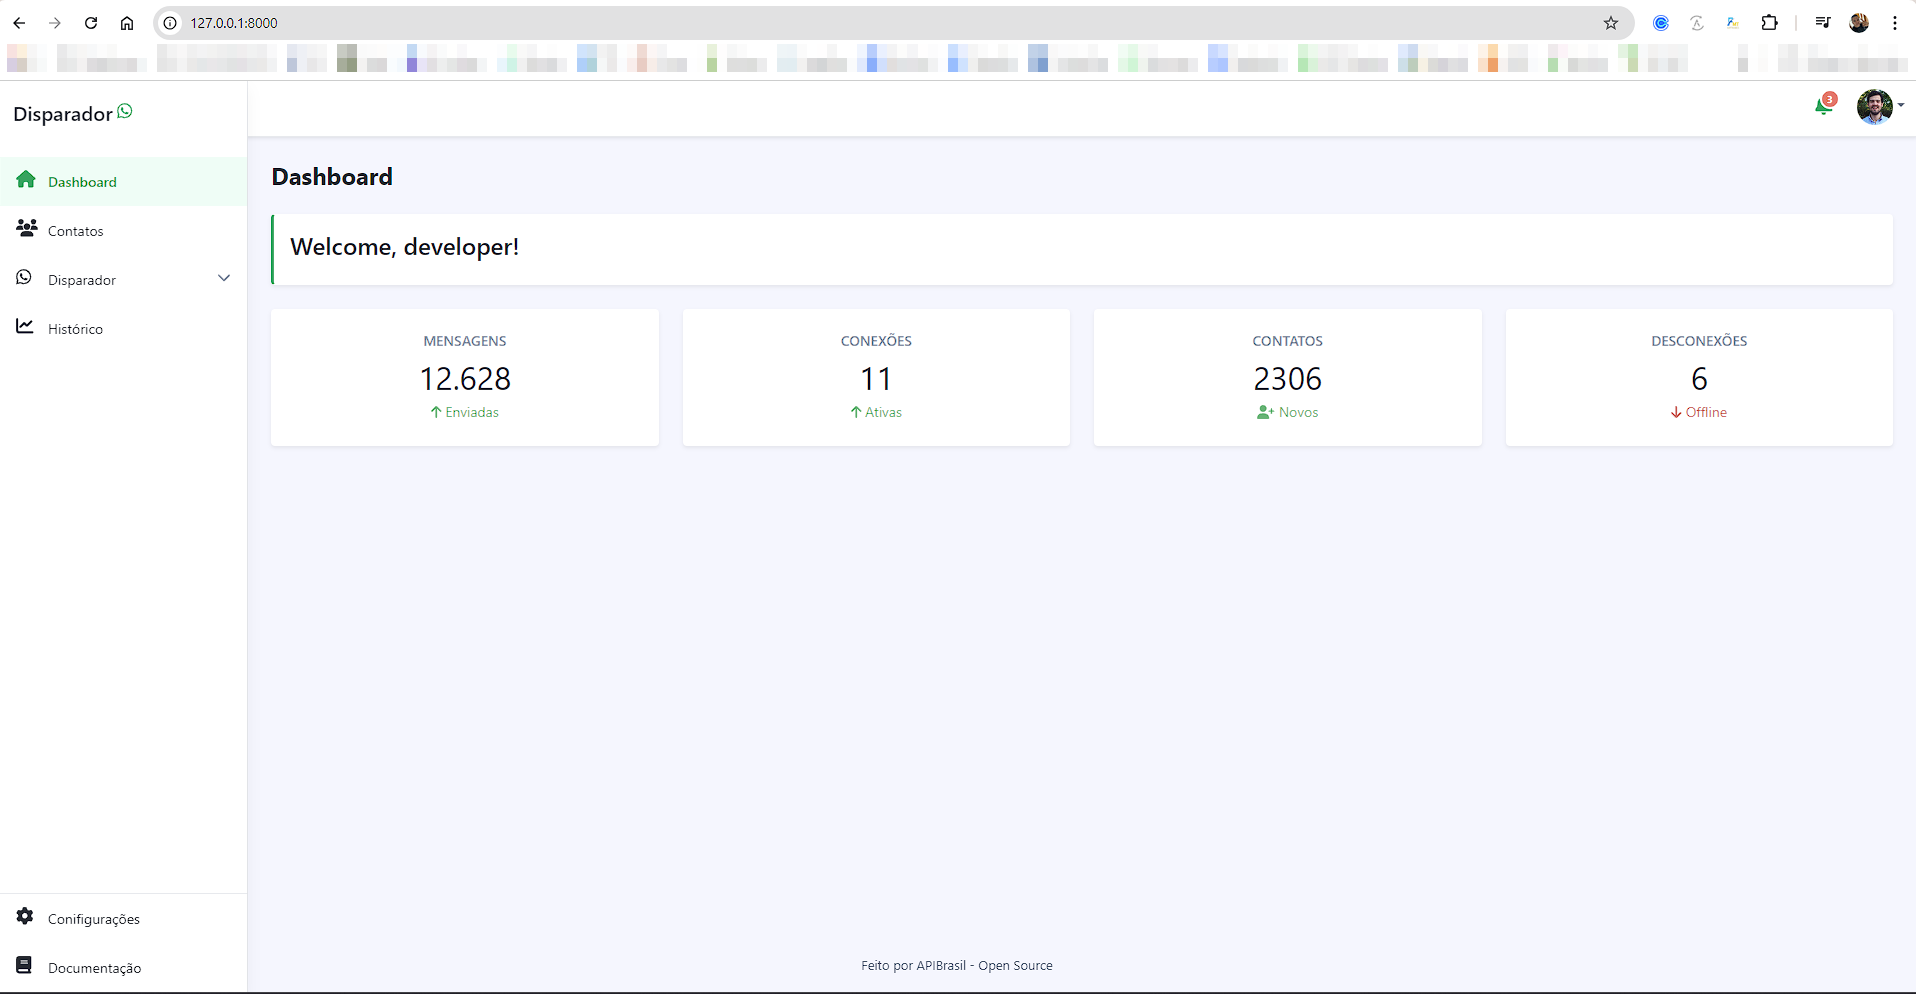 127.0.0.1:8000
Disparador
3
Dashboard
Contatos
Disparador
Histórico
Dashboard
Welcome, developer!
MENSAGENS
12.628
Enviadas
CONEXÕES
11
Ativas
CONTATOS
2306
Novos
DESCONEXÕES
6
Offline
Conifigurações
Documentação
Feito por APIBrasil - Open Source